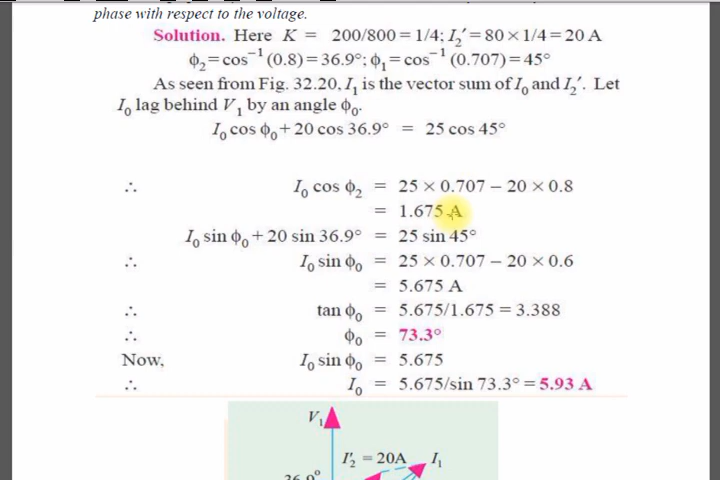 phase with respect to the voltage.
Solution. Here K = 200/800 = 1/4; I₂′ = 80 × 1/4 = 20 A
ϕ₂ = cos⁻¹ (0.8) = 36.9°; ϕ₁ = cos⁻¹ (0.707) = 45°
As seen from Fig. 32.20, I₁ is the vector sum of I₀ and I₂′. Let
I₀ lag behind V₁ by an angle ϕ₀.
I₀ cos ϕ₀ + 20 cos 36.9° = 25 cos 45°
∴ I₀ cos ϕ₂ = 25 × 0.707 – 20 × 0.8
= 1.675 A
I₀ sin ϕ₀ + 20 sin 36.9° = 25 sin 45°
∴ I₀ sin ϕ₀ = 25 × 0.707 – 20 × 0.6
= 5.675 A
∴ tan ϕ₀ = 5.675/1.675 = 3.388
∴ ϕ₀ = 73.3°
Now, I₀ sin ϕ₀ = 5.675
∴ I₀ = 5.675/sin 73.3° = 5.93 A
V₁
I′₂ = 20A I₁
36.9°